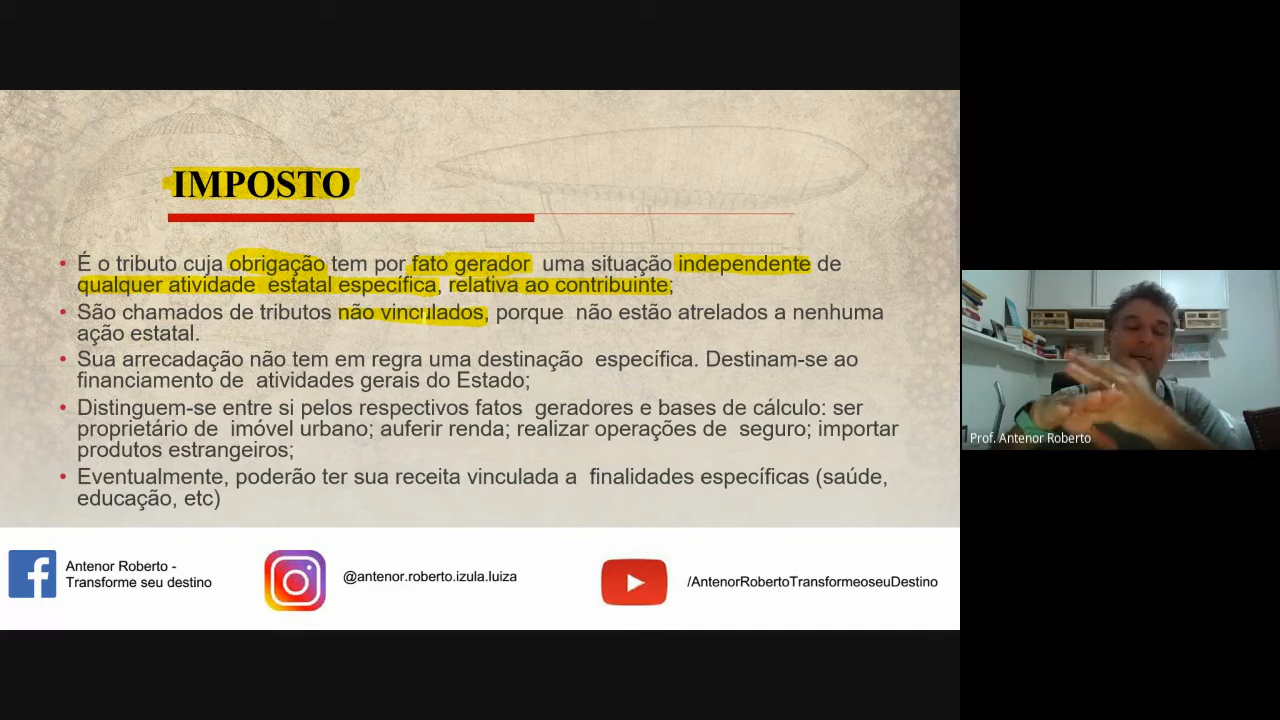 IMPOSTO
• É o tributo cuja obrigação tem por fato gerador uma situação independente de
qualquer atividade estatal específica, relativa ao contribuinte;
• São chamados de tributos não vinculados, porque não estão atrelados a nenhuma
ação estatal.
• Sua arrecadação não tem em regra uma destinação específica. Destinam-se ao
financiamento de atividades gerais do Estado;
• Distinguem-se entre si pelos respectivos fatos geradores e bases de cálculo: ser
proprietário de imóvel urbano; auferir renda; realizar operações de seguro; importar
produtos estrangeiros;
• Eventualmente, poderão ter sua receita vinculada a finalidades específicas (saúde,
educação, etc)
Prof. Antenor Roberto
Antenor Roberto -
Transforme seu destino
@antenor.roberto.izula.luiza
/AntenorRobertoTransformeoseuDestino